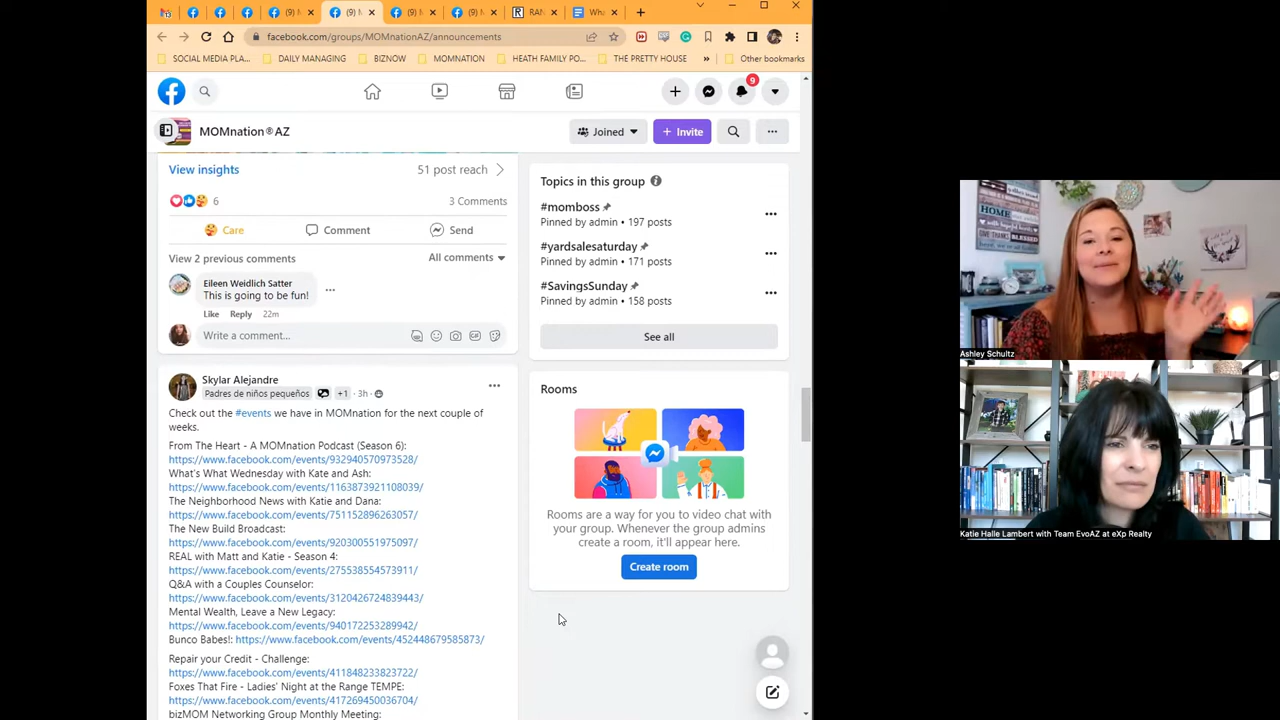 (9) M
(9) M
(9) M
(9) M
RAN
Wha
facebook.com/groups/MOMnationAZ/announcements
SOCIAL MEDIA PLA...
DAILY MANAGING
BIZNOW
MOMNATION
HEATH FAMILY PO...
THE PRETTY HOUSE
»
Other bookmarks
9
MOMnation®AZ
Joined
+ Invite
View insights
51 post reach
6
3 Comments
Care
Comment
Send
View 2 previous comments
All comments
Eileen Weidlich Satter
This is going to be fun!
Like Reply 22m
Write a comment...
Skylar Alejandre
Padres de niños pequeños +1 · 3h ·
Check out the #events we have in MOMnation for the next couple of
weeks.
From The Heart - A MOMnation Podcast (Season 6):
https://www.facebook.com/events/932940570973528/
What's What Wednesday with Kate and Ash:
https://www.facebook.com/events/1163873921108039/
The Neighborhood News with Katie and Dana:
https://www.facebook.com/events/751152896263057/
The New Build Broadcast:
https://www.facebook.com/events/920300551975097/
REAL with Matt and Katie - Season 4:
https://www.facebook.com/events/275538554573911/
Q&A with a Couples Counselor:
https://www.facebook.com/events/3120426724839443/
Mental Wealth, Leave a New Legacy:
https://www.facebook.com/events/940172253289942/
Bunco Babes!: https://www.facebook.com/events/452448679585873/
Repair your Credit - Challenge:
https://www.facebook.com/events/411848233823722/
Foxes That Fire - Ladies' Night at the Range TEMPE:
https://www.facebook.com/events/417269450036704/
bizMOM Networking Group Monthly Meeting:
Topics in this group
#momboss
Pinned by admin • 197 posts
#yardsalesaturday
Pinned by admin • 171 posts
#SavingsSunday
Pinned by admin • 158 posts
See all
Rooms
Rooms are a way for you to video chat with
your group. Whenever the group admins
create a room, it'll appear here.
Create room
HOME
BLESSED
Ashley Schultz
Katie Halle Lambert with Team EvoAZ at eXp Realty